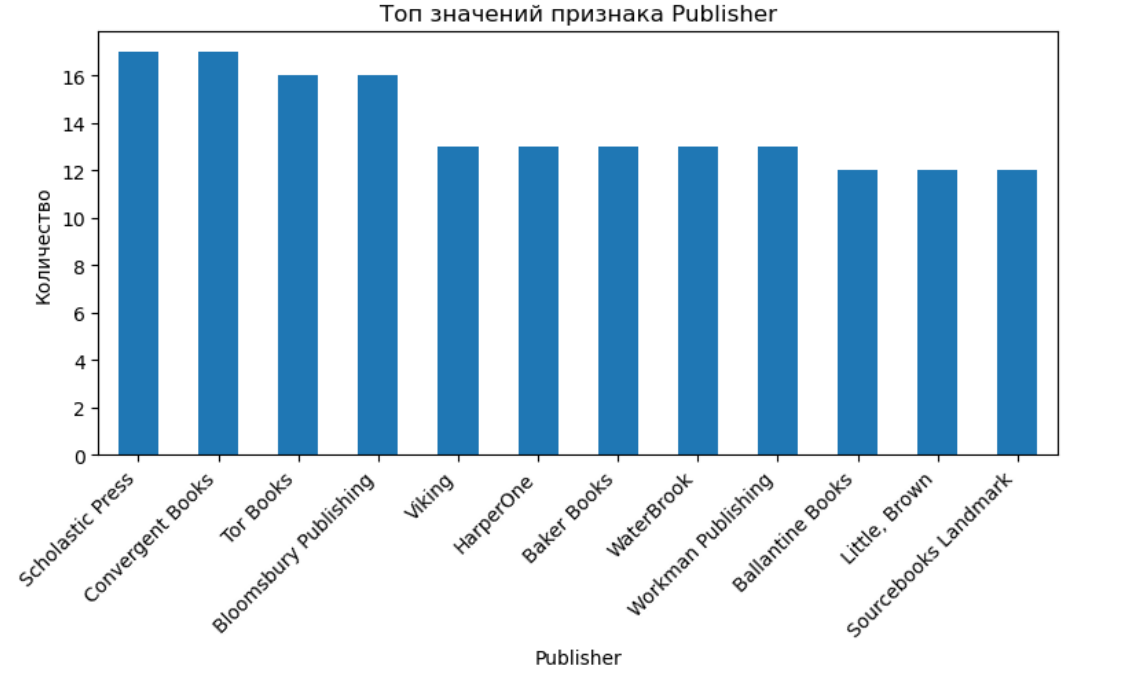 Топ значений признака Publisher
Количество
16
14
12
10
8
6
4
2
0
Scholastic Press
Convergent Books
Tor Books
Bloomsbury Publishing
Viking
HarperOne
Baker Books
WaterBrook
Workman Publishing
Ballantine Books
Little, Brown
Sourcebooks Landmark
Publisher